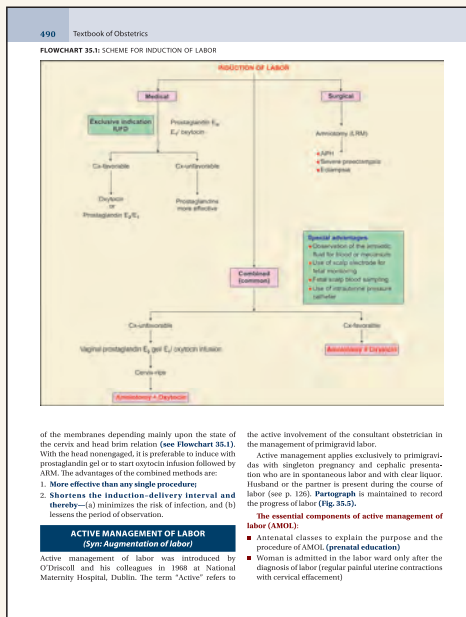 490 Textbook of Obstetrics
FLOWCHART 35.1: SCHEME FOR INDUCTION OF LABOR
INDUCTION OF LABOR
Medical
Surgical
Exclusive indication
IUFD
Prostaglandin E₂,
E₁/ oxytocin
Amniotomy (LRM)
APH
Severe preeclampsia
Eclampsia
Cx-favorable
Cx-unfavorable
Oxytocin
or
Prostaglandin E₂/E₁
Prostaglandins
more effective
Special advantages
Observation of the amniotic
fluid for blood or meconium
Use of scalp electrode for
fetal monitoring
Fetal scalp blood sampling
Use of intrauterine pressure
catheter
Combined
(common)
Cx-unfavorable
Cx-favorable
Vaginal prostaglandin E₂ gel/ E₁/ oxytocin infusion
Amniotomy + Oxytocin
Cervix-ripe
Amniotomy + Oxytocin
of the membranes depending mainly upon the state of
the cervix and head brim relation (see Flowchart 35.1).
With the head nonengaged, it is preferable to induce with
prostaglandin gel or to start oxytocin infusion followed by
ARM. The advantages of the combined methods are:
1. More effective than any single procedure;
2. Shortens the induction–delivery interval and
thereby—(a) minimizes the risk of infection, and (b)
lessens the period of observation.
ACTIVE MANAGEMENT OF LABOR
(Syn: Augmentation of labor)
Active management of labor was introduced by
O'Driscoll and his colleagues in 1968 at National
Maternity Hospital, Dublin. The term “Active” refers to
the active involvement of the consultant obstetrician in
the management of primigravid labor.
Active management applies exclusively to primigravi-
das with singleton pregnancy and cephalic presenta-
tion who are in spontaneous labor and with clear liquor.
Husband or the partner is present during the course of
labor (see p. 126). Partograph is maintained to record
the progress of labor (Fig. 35.5).
The essential components of active management of
labor (AMOL):
■ Antenatal classes to explain the purpose and the
procedure of AMOL (prenatal education)
■ Woman is admitted in the labor ward only after the
diagnosis of labor (regular painful uterine contractions
with cervical effacement)